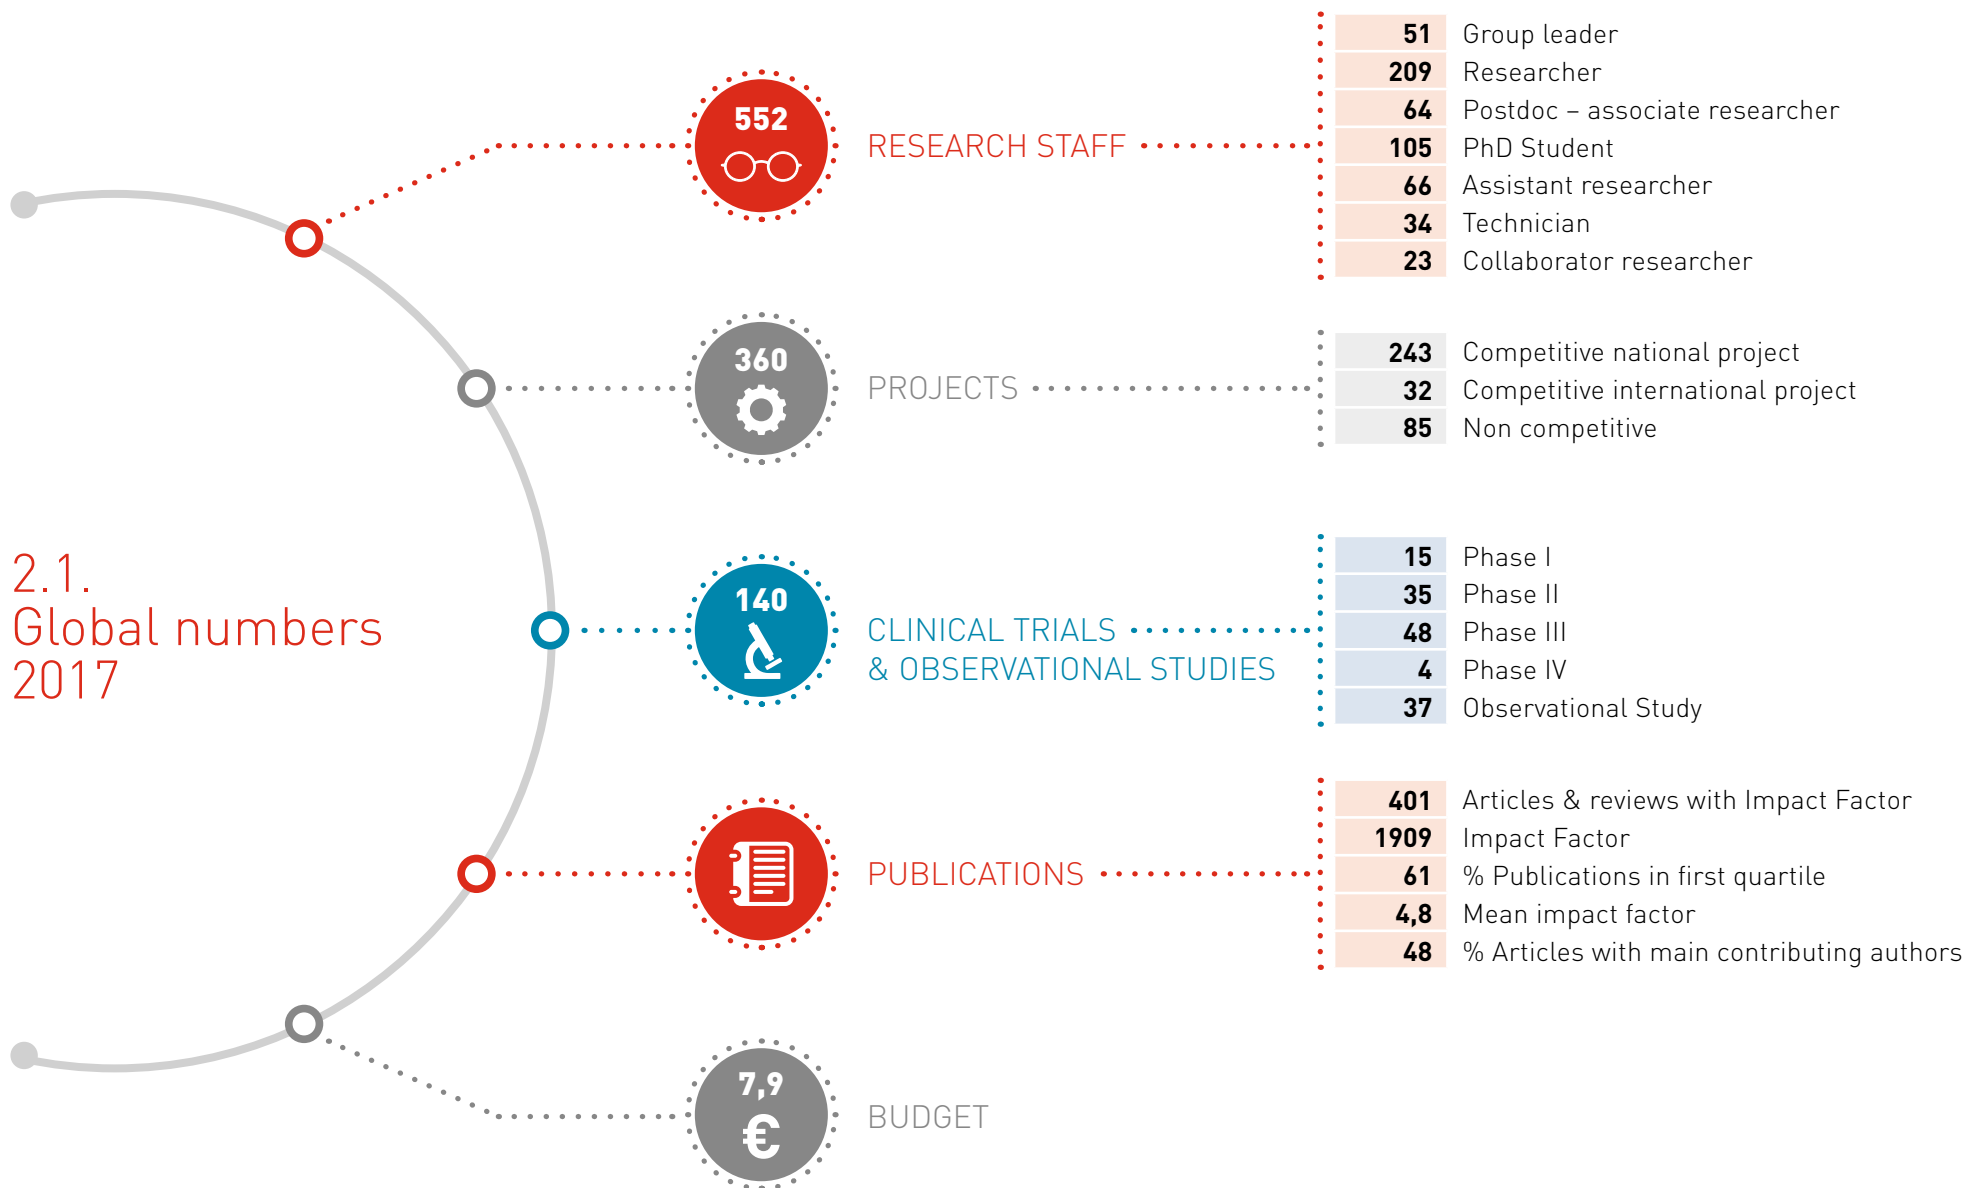 2.1.
Global numbers
2017
552
RESEARCH STAFF
51 Group leader
209 Researcher
64 Postdoc – associate researcher
105 PhD Student
66 Assistant researcher
34 Technician
23 Collaborator researcher
360
PROJECTS
243 Competitive national project
32 Competitive international project
85 Non competitive
140
CLINICAL TRIALS
& OBSERVATIONAL STUDIES
15 Phase I
35 Phase II
48 Phase III
4 Phase IV
37 Observational Study
PUBLICATIONS
401 Articles & reviews with Impact Factor
1909 Impact Factor
61 % Publications in first quartile
4,8 Mean impact factor
48 % Articles with main contributing authors
7,9
€
BUDGET